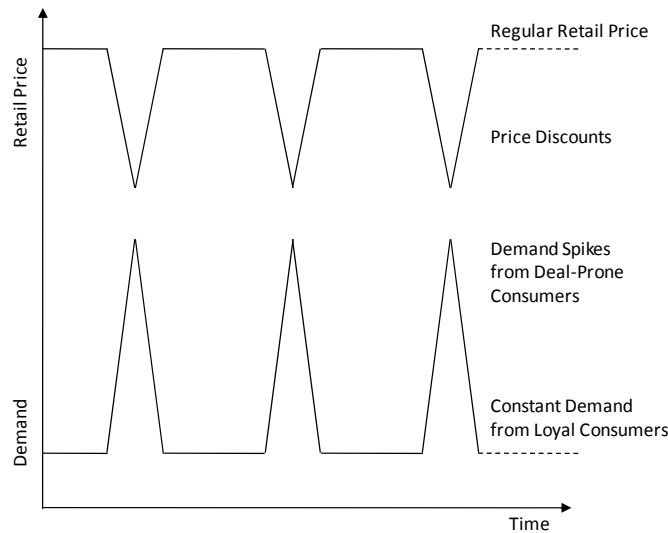 Regular Retail Price
Retail Price
Price Discounts
Demand Spikes
from Deal-Prone
Consumers
Constant Demand
from Loyal Consumers
Demand
Time